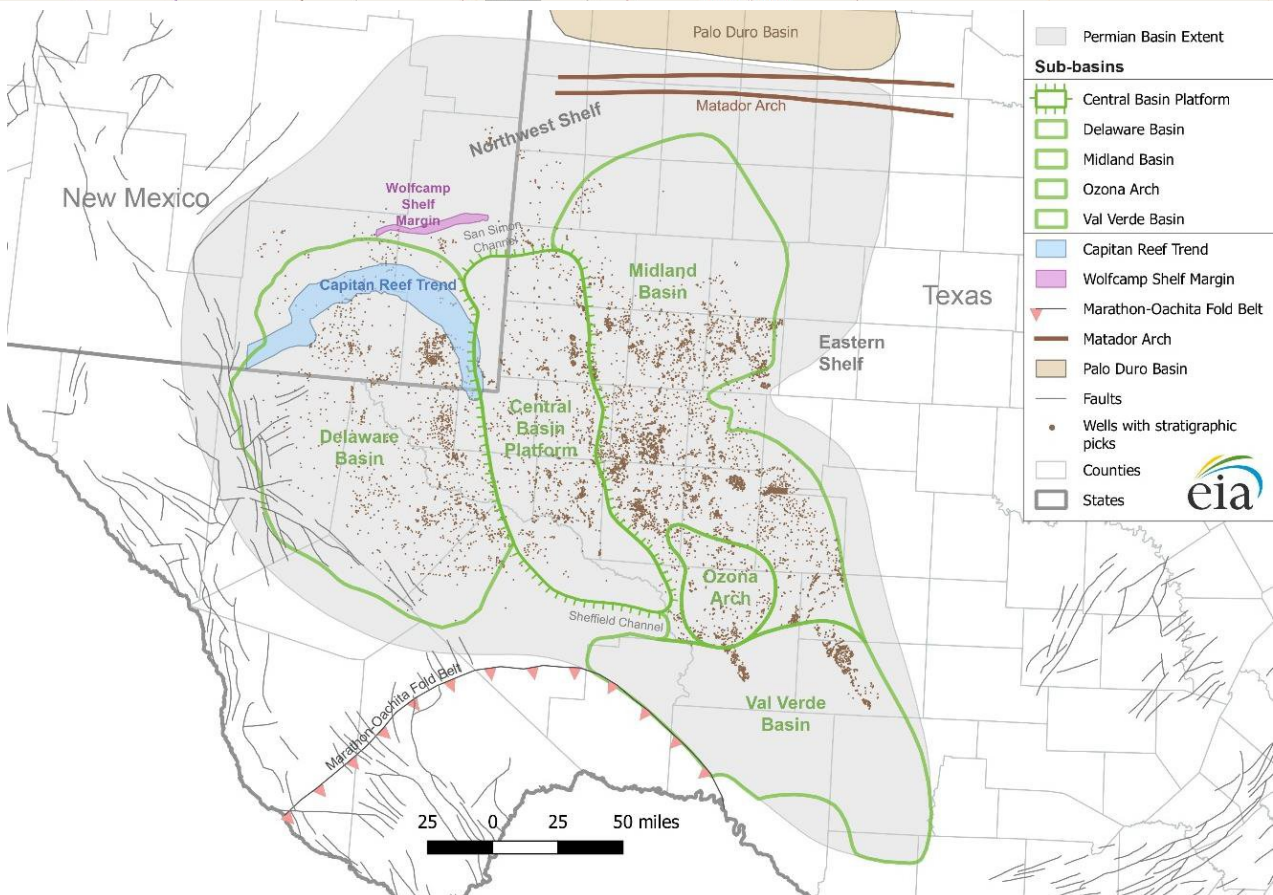 Palo Duro Basin
Matador Arch
Northwest Shelf
New Mexico
Wolfcamp
Shelf
Margin
San Simon
Channel
Capitan Reef Trend
Midland
Basin
Texas
Eastern
Shelf
Central
Basin
Platform
Delaware
Basin
Ozona
Arch
Sheffield Channel
Val Verde
Basin
Marathon-Oachita Fold Belt
25 0 25 50 miles
Permian Basin Extent
Sub-basins
Central Basin Platform
Delaware Basin
Midland Basin
Ozona Arch
Val Verde Basin
Capitan Reef Trend
Wolfcamp Shelf Margin
Marathon-Oachita Fold Belt
Matador Arch
Palo Duro Basin
Faults
Wells with stratigraphic
picks
Counties
States
eia